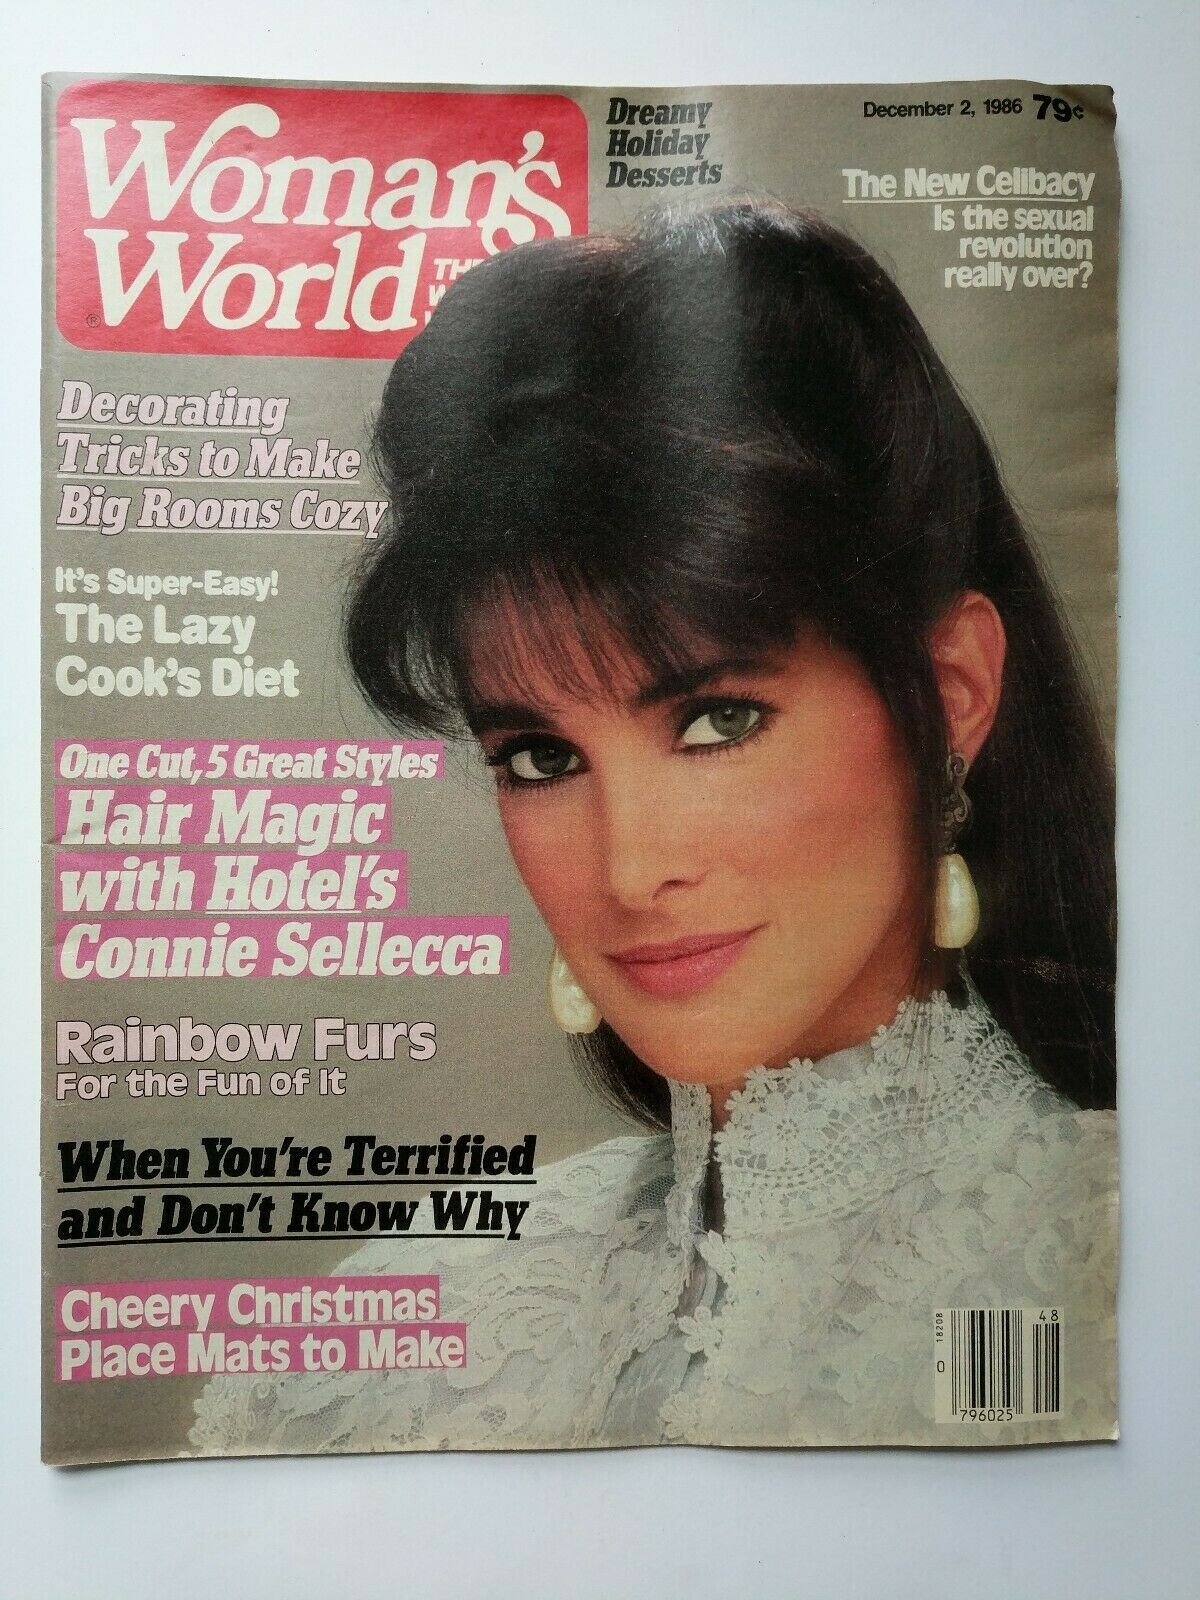 Woman's
World
THE
®
Dreamy
Holiday
Desserts
December 2, 1986 79¢
The New Celibacy
Is the sexual
revolution
really over?
Decorating
Tricks to Make
Big Rooms Cozy
It's Super-Easy!
The Lazy
Cook's Diet
One Cut, 5 Great Styles
Hair Magic
with Hotel's
Connie Sellecca
Rainbow Furs
For the Fun of It
When You're Terrified
and Don't Know Why
Cheery Christmas
Place Mats to Make
18208
48
0
796025